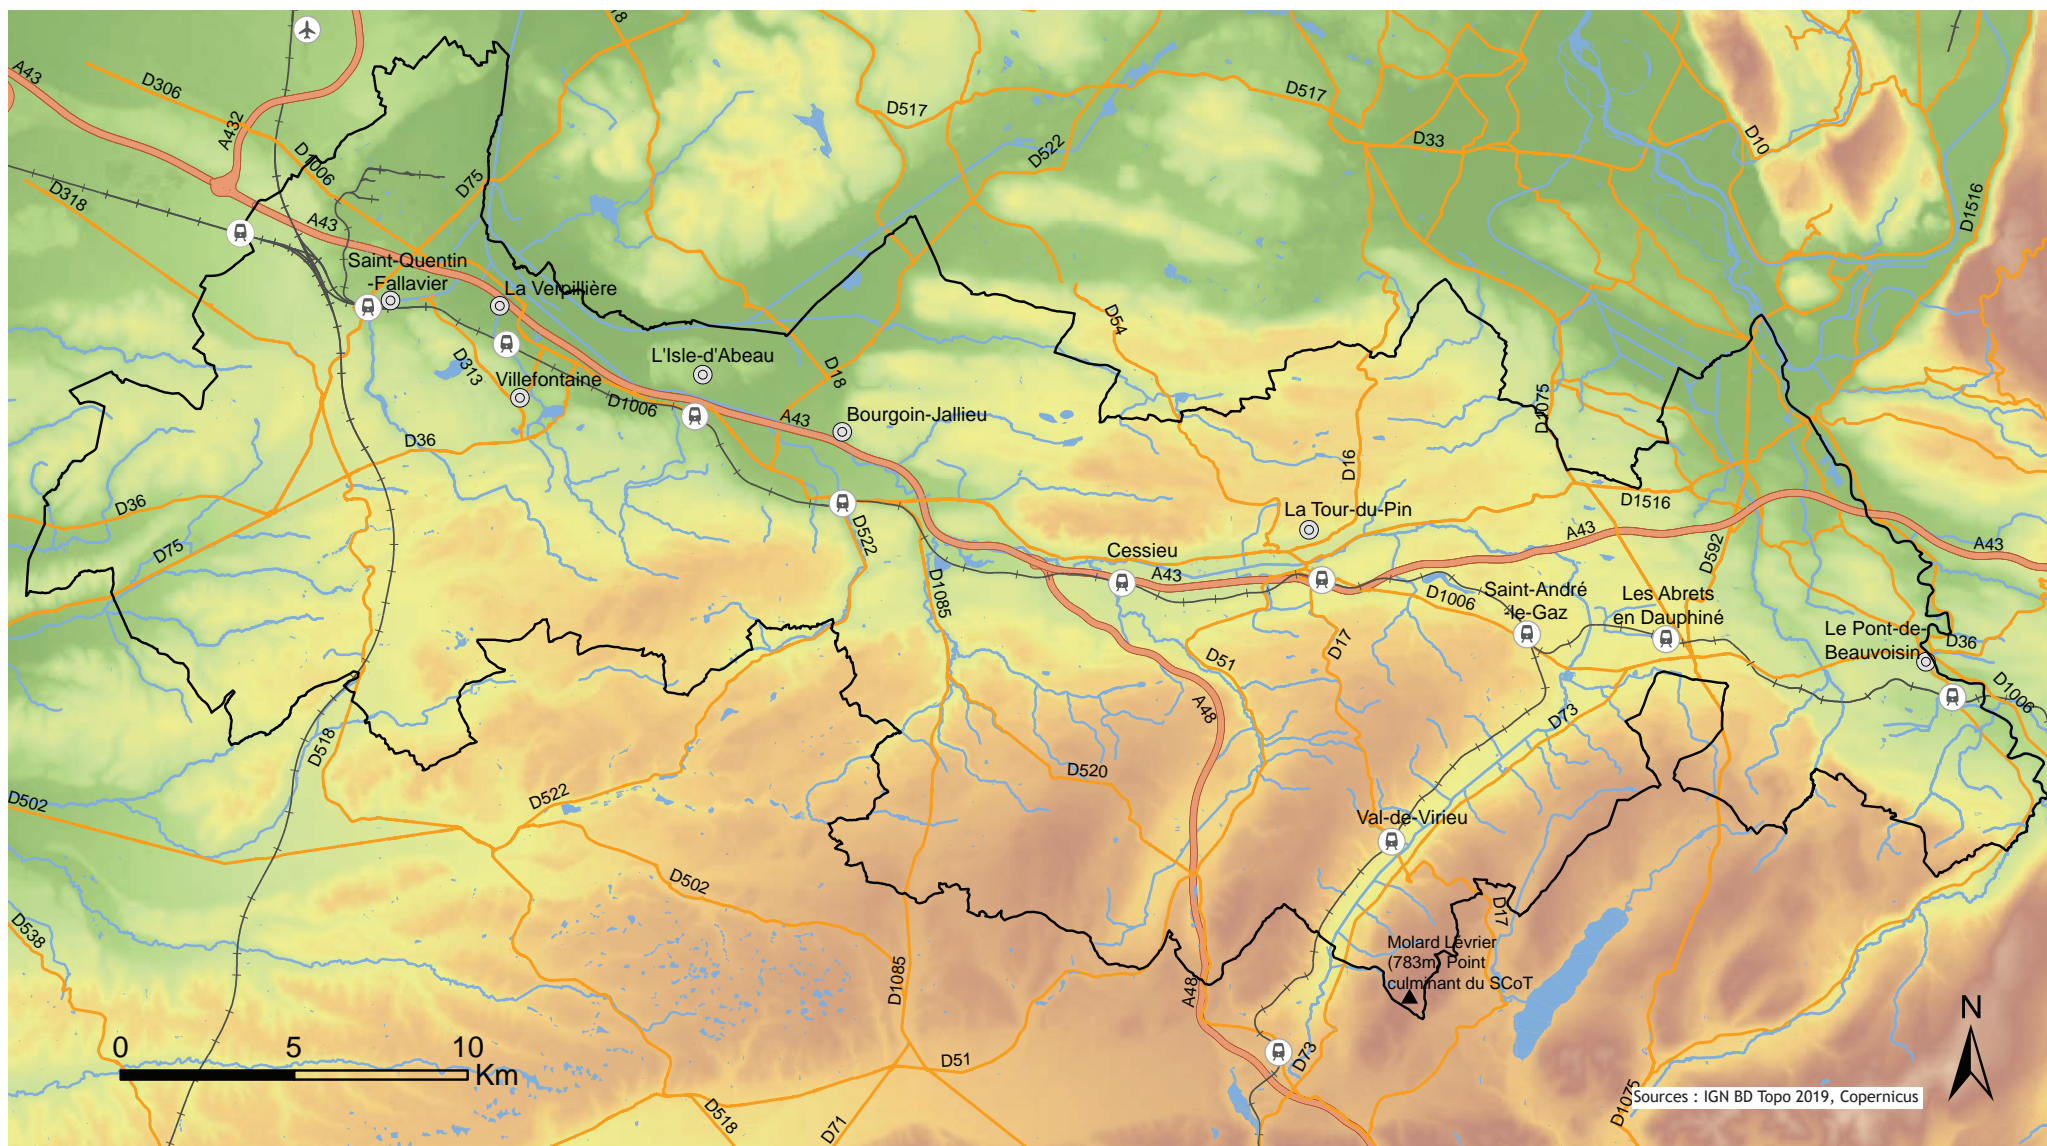 A43
D306
A432
D1006
D318
A43
D75
18
D517
D522
D517
D33
D10
D1516
Saint-Quentin
-Fallavier
La Verpillière
L'Isle-d'Abeau
D313
Villefontaine
D1006
D18
A43
Bourgoin-Jallieu
D54
D1075
D36
D36
D75
D522
D1085
D16
La Tour-du-Pin
D1516
A43
D592
A43
Cessieu
A43
D1006
Saint-André
-le-Gaz
Les Abrets
en Dauphiné
Le Pont-de-
Beauvoisin
D36
D1006
D17
D51
A48
D73
D518
D520
D502
D522
Val-de-Virieu
D502
D538
D17
Molard Lévrier
(783m) Point
culminant du SCoT
D1085
A48
N
0 5 10
Km
D51
D73
D518
D71
D1075
Sources : IGN BD Topo 2019, Copernicus